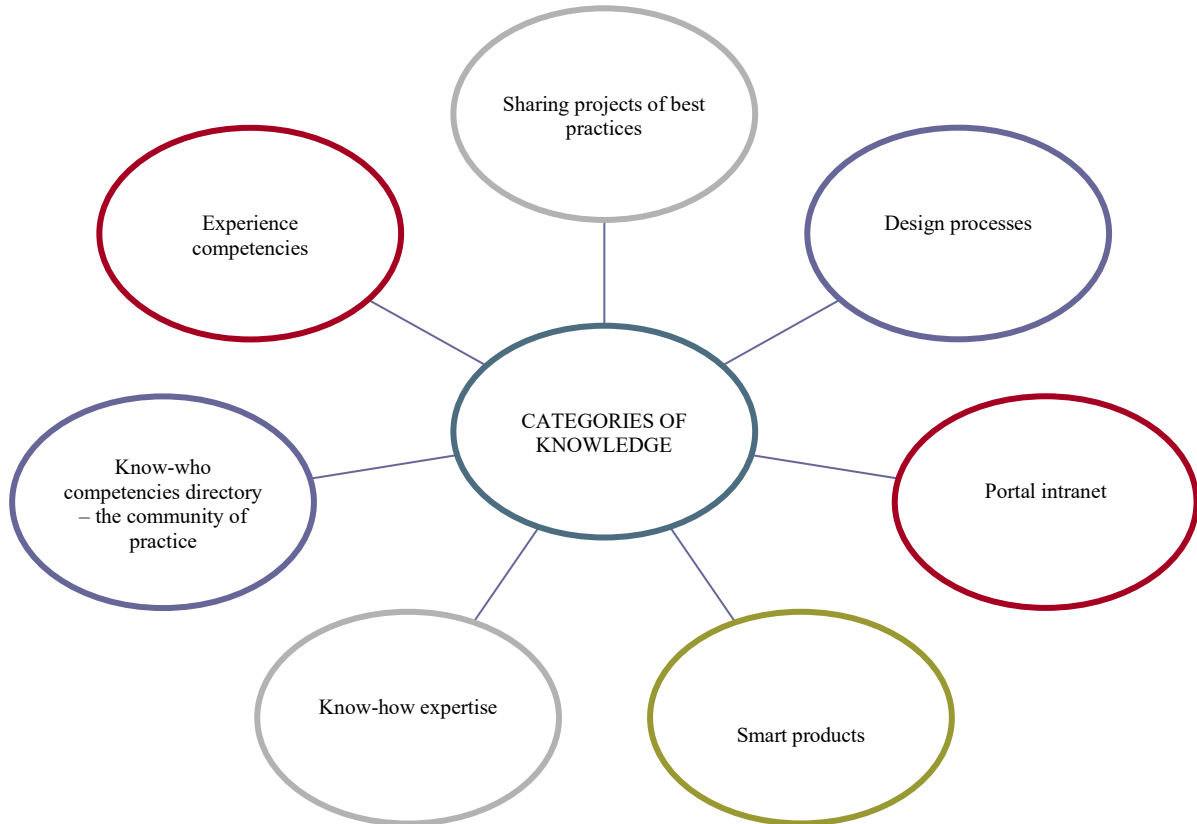 Sharing projects of best
practices
Experience
competencies
Design processes
CATEGORIES OF
KNOWLEDGE
Know-who
competencies directory
– the community of
practice
Portal intranet
Know-how expertise
Smart products